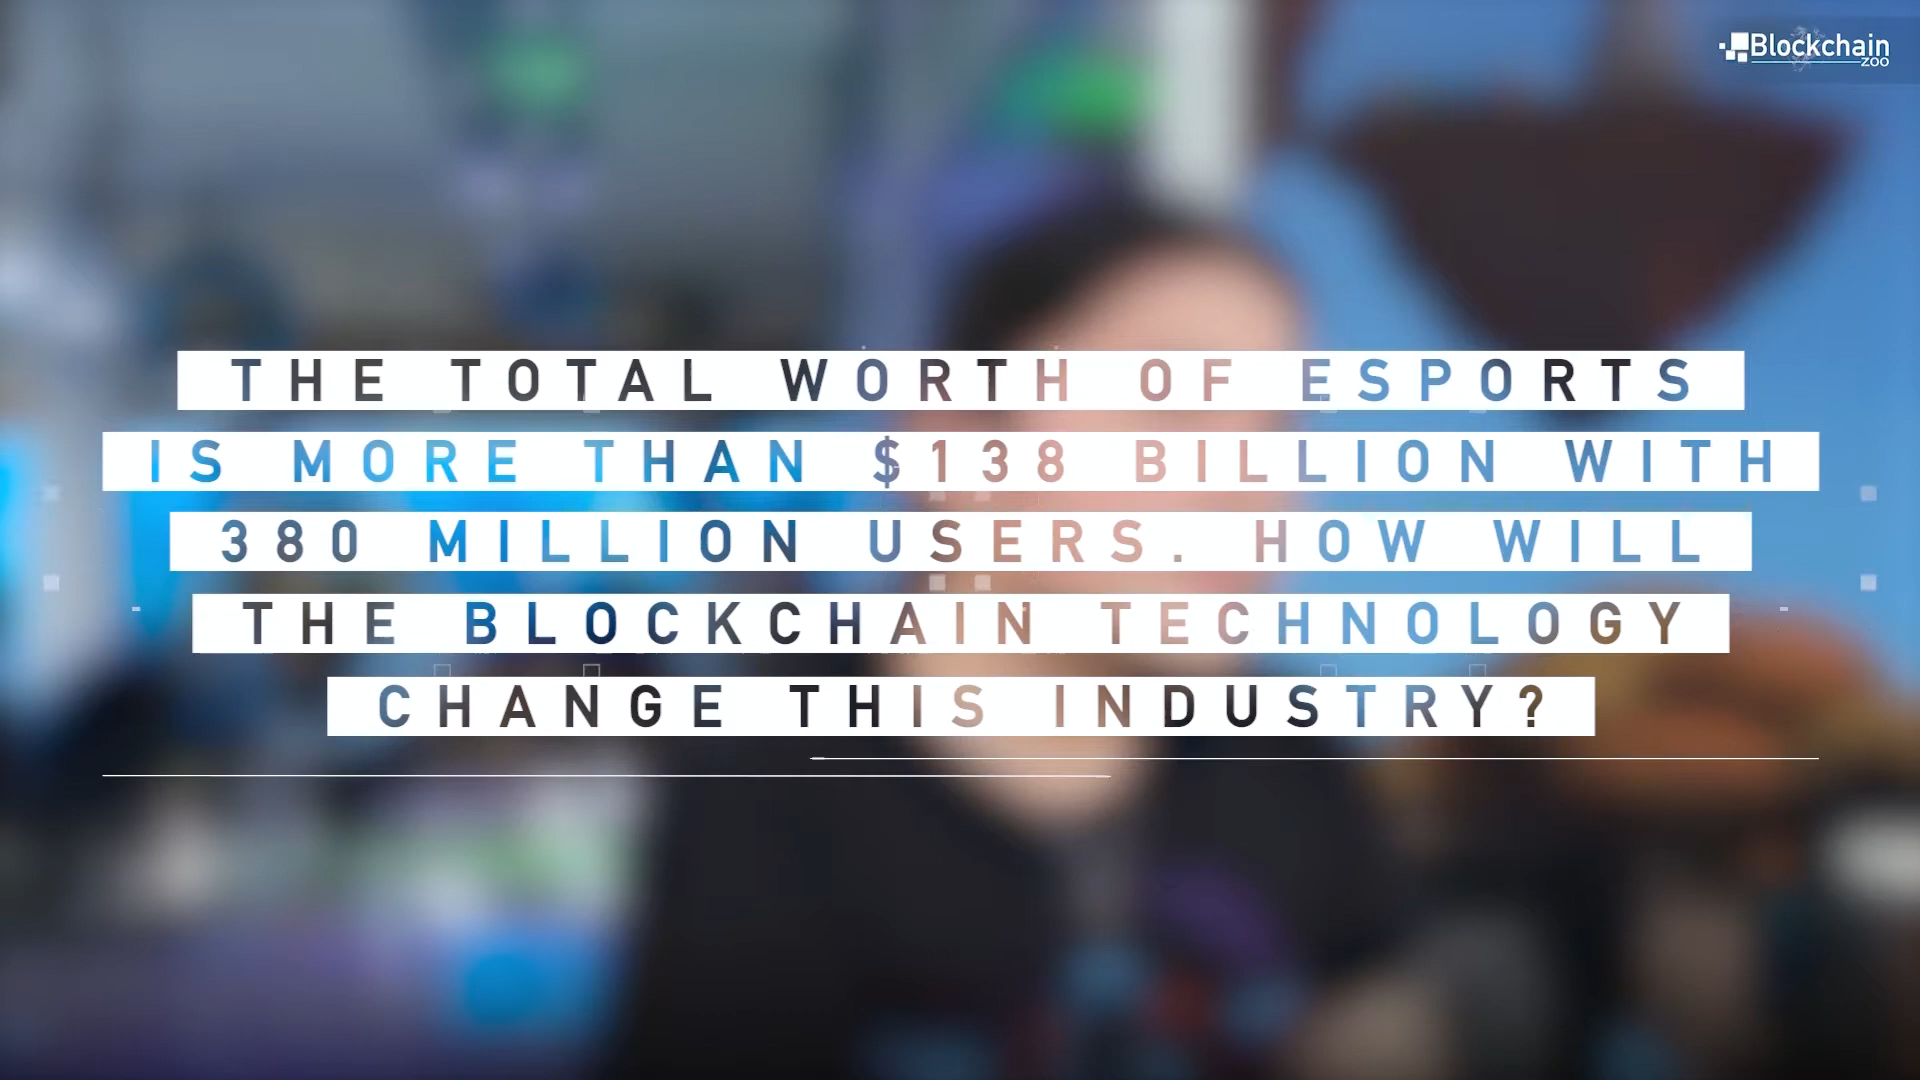 Blockchain
ZOO
THE TOTAL WORTH OF ESPORTS
IS MORE THAN $138 BILLION WITH
380 MILLION USERS. HOW WILL
THE BLOCKCHAIN TECHNOLOGY
CHANGE THIS INDUSTRY?